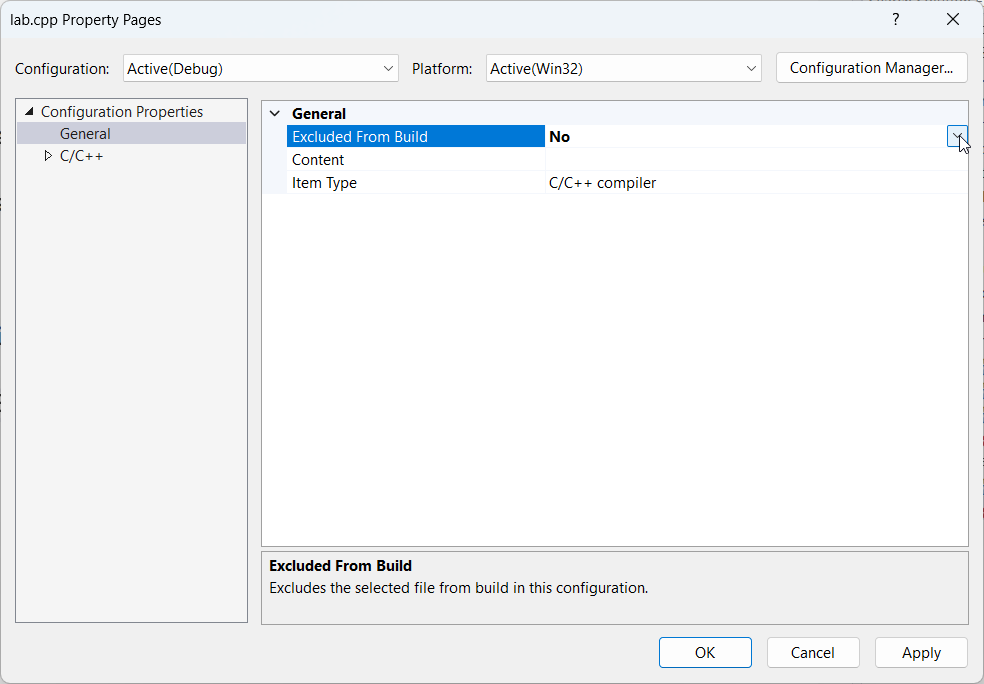 lab.cpp Property Pages
?
Configuration: Active(Debug) Platform: Active(Win32) Configuration Manager...
Configuration Properties
General
C/C++
General
Excluded From Build No
Content
Item Type C/C++ compiler
Excluded From Build
Excludes the selected file from build in this configuration.
OK Cancel Apply